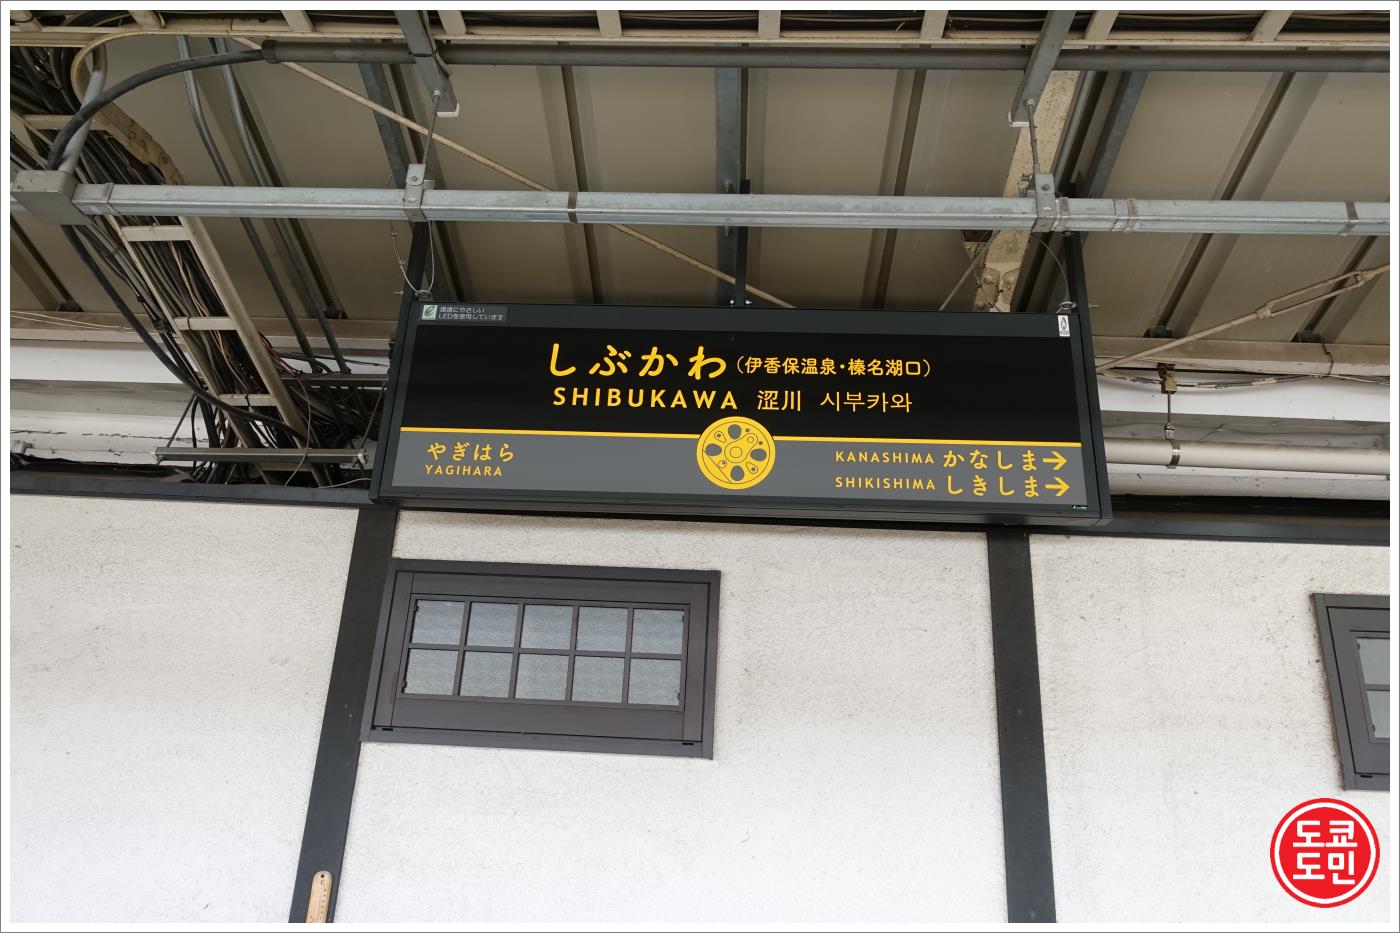 環境にやさしい
LEDを使用しています
しぶかわ（伊香保温泉・榛名湖口）
SHIBUKAWA 涩川 시부카와
やぎはら
YAGIHARA
KANASHIMA かなしま→
SHIKISHIMA しきしま→
도쿄
도민